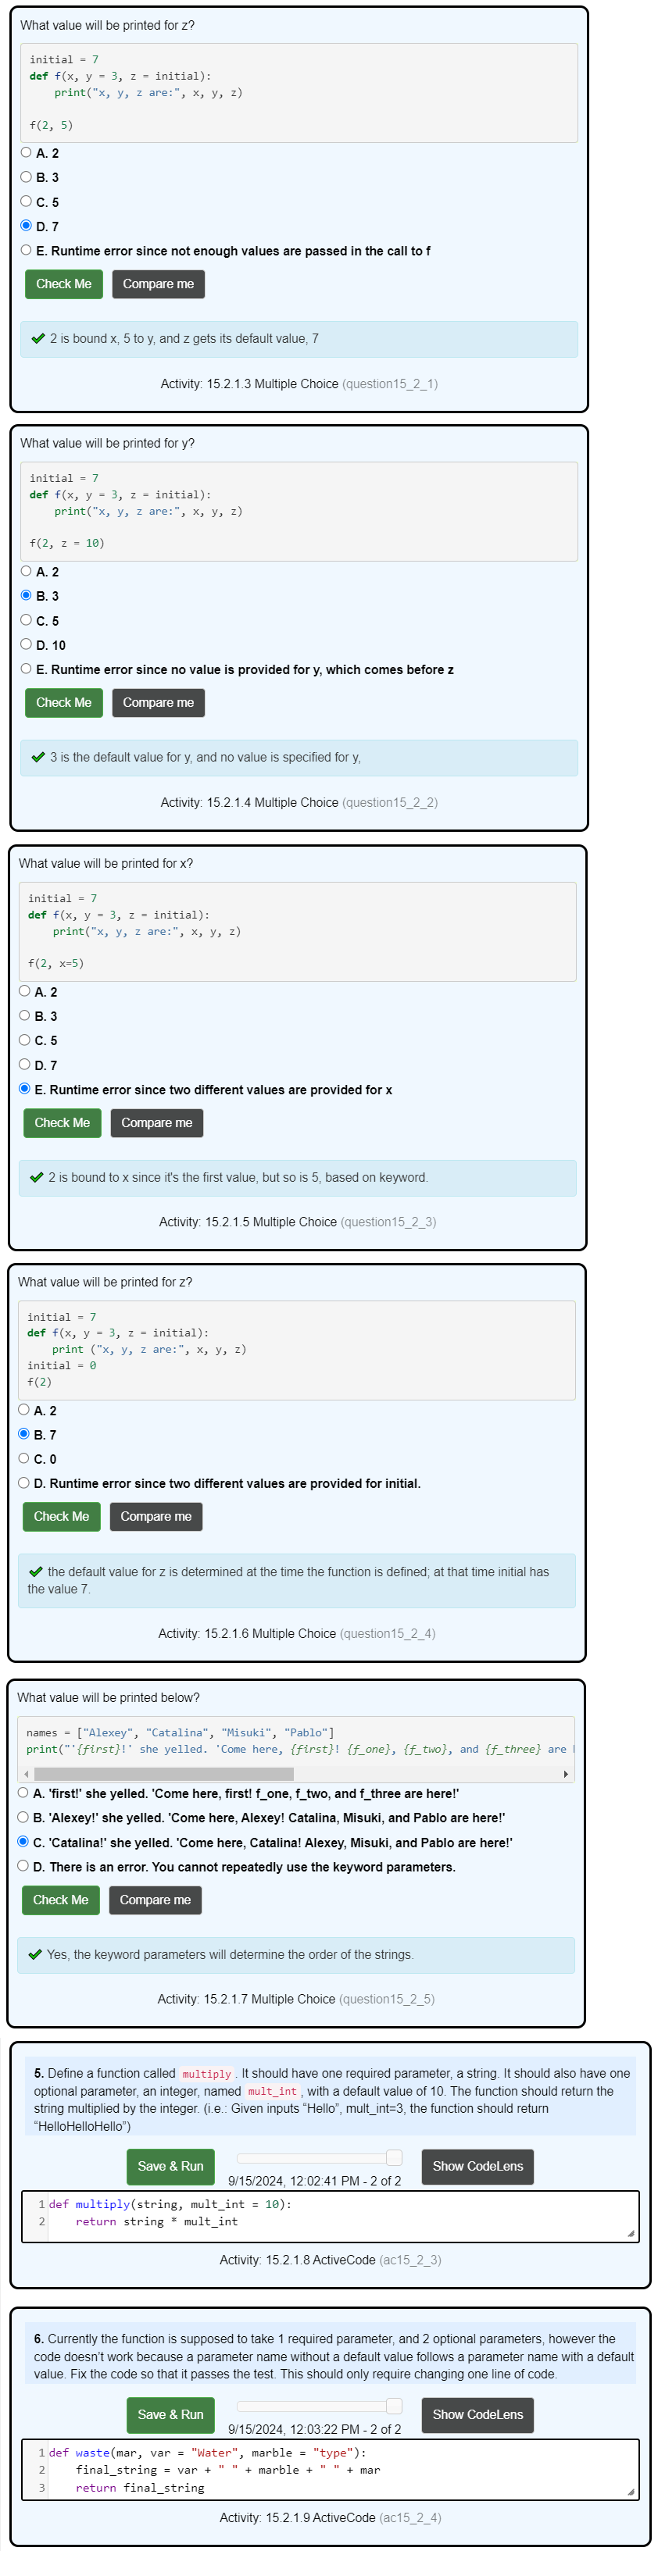 What value will be printed for z?
initial = 7
def f(x, y = 3, z = initial):
    print("x, y, z are:", x, y, z)
f(2, 5)
A. 2
B. 3
C. 5
D. 7
E. Runtime error since not enough values are passed in the call to f
Check Me Compare me
✔ 2 is bound x, 5 to y, and z gets its default value, 7
Activity: 15.2.1.3 Multiple Choice (question15_2_1)
What value will be printed for y?
initial = 7
def f(x, y = 3, z = initial):
    print("x, y, z are:", x, y, z)
f(2, z = 10)
A. 2
B. 3
C. 5
D. 10
E. Runtime error since no value is provided for y, which comes before z
Check Me Compare me
✔ 3 is the default value for y, and no value is specified for y,
Activity: 15.2.1.4 Multiple Choice (question15_2_2)
What value will be printed for x?
initial = 7
def f(x, y = 3, z = initial):
    print("x, y, z are:", x, y, z)
f(2, x=5)
A. 2
B. 3
C. 5
D. 7
E. Runtime error since two different values are provided for x
Check Me Compare me
✔ 2 is bound to x since it's the first value, but so is 5, based on keyword.
Activity: 15.2.1.5 Multiple Choice (question15_2_3)
What value will be printed for z?
initial = 7
def f(x, y = 3, z = initial):
    print ("x, y, z are:", x, y, z)
initial = 0
f(2)
A. 2
B. 7
C. 0
D. Runtime error since two different values are provided for initial.
Check Me Compare me
✔ the default value for z is determined at the time the function is defined; at that time initial has
the value 7.
Activity: 15.2.1.6 Multiple Choice (question15_2_4)
What value will be printed below?
names = ["Alexey", "Catalina", "Misuki", "Pablo"]
print("'{first}!' she yelled. 'Come here, {first}! {f_one}, {f_two}, and {f_three} are
A. 'first!' she yelled. 'Come here, first! f_one, f_two, and f_three are here!'
B. 'Alexey!' she yelled. 'Come here, Alexey! Catalina, Misuki, and Pablo are here!'
C. 'Catalina!' she yelled. 'Come here, Catalina! Alexey, Misuki, and Pablo are here!'
D. There is an error. You cannot repeatedly use the keyword parameters.
Check Me Compare me
✔ Yes, the keyword parameters will determine the order of the strings.
Activity: 15.2.1.7 Multiple Choice (question15_2_5)
5. Define a function called multiply. It should have one required parameter, a string. It should also have one
optional parameter, an integer, named mult_int, with a default value of 10. The function should return the
string multiplied by the integer. (i.e.: Given inputs “Hello”, mult_int=3, the function should return
“HelloHelloHello”)
Save & Run 9/15/2024, 12:02:41 PM - 2 of 2 Show CodeLens
1 def multiply(string, mult_int = 10):
2     return string * mult_int
Activity: 15.2.1.8 ActiveCode (ac15_2_3)
6. Currently the function is supposed to take 1 required parameter, and 2 optional parameters, however the
code doesn’t work because a parameter name without a default value follows a parameter name with a default
value. Fix the code so that it passes the test. This should only require changing one line of code.
Save & Run 9/15/2024, 12:03:22 PM - 2 of 2 Show CodeLens
1 def waste(mar, var = "Water", marble = "type"):
2     final_string = var + " " + marble + " " + mar
3     return final_string
Activity: 15.2.1.9 ActiveCode (ac15_2_4)